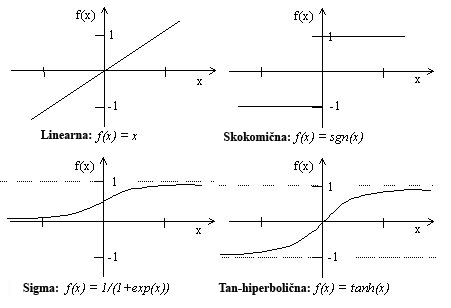 f(x)
1
x
-1
Linearna: f(x) = x
f(x)
1
x
-1
Skokomična: f(x) = sgn(x)
f(x)
1
x
-1
Sigma: f(x) = 1/(1+exp(x))
f(x)
1
x
-1
Tan-hiperbolična: f(x) = tanh(x)